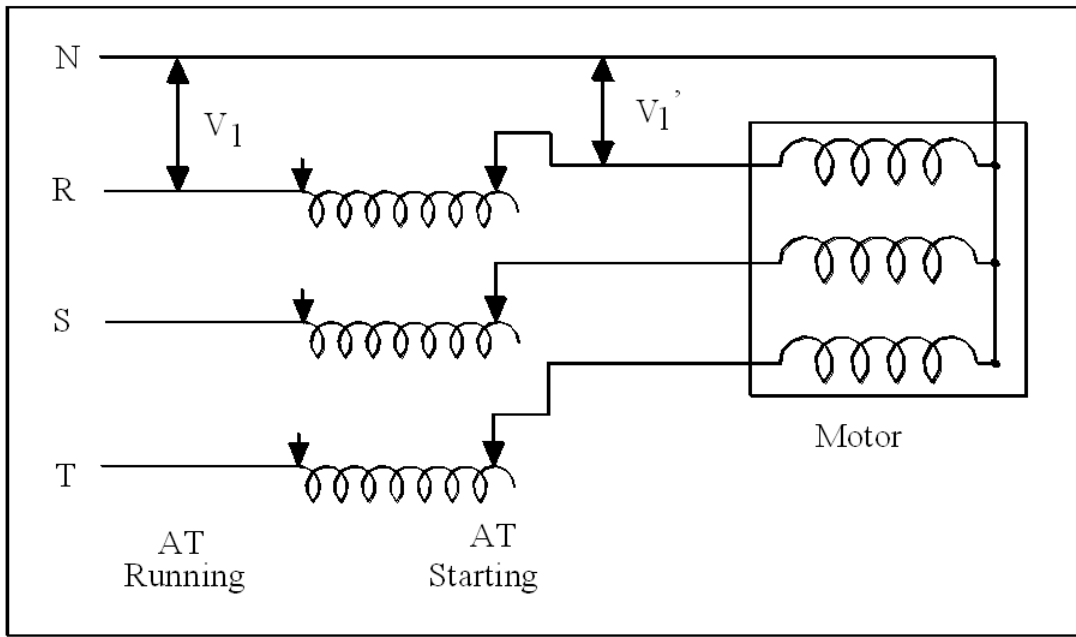 N
V1
V1’
R
S
T
Motor
AT
Running
AT
Starting